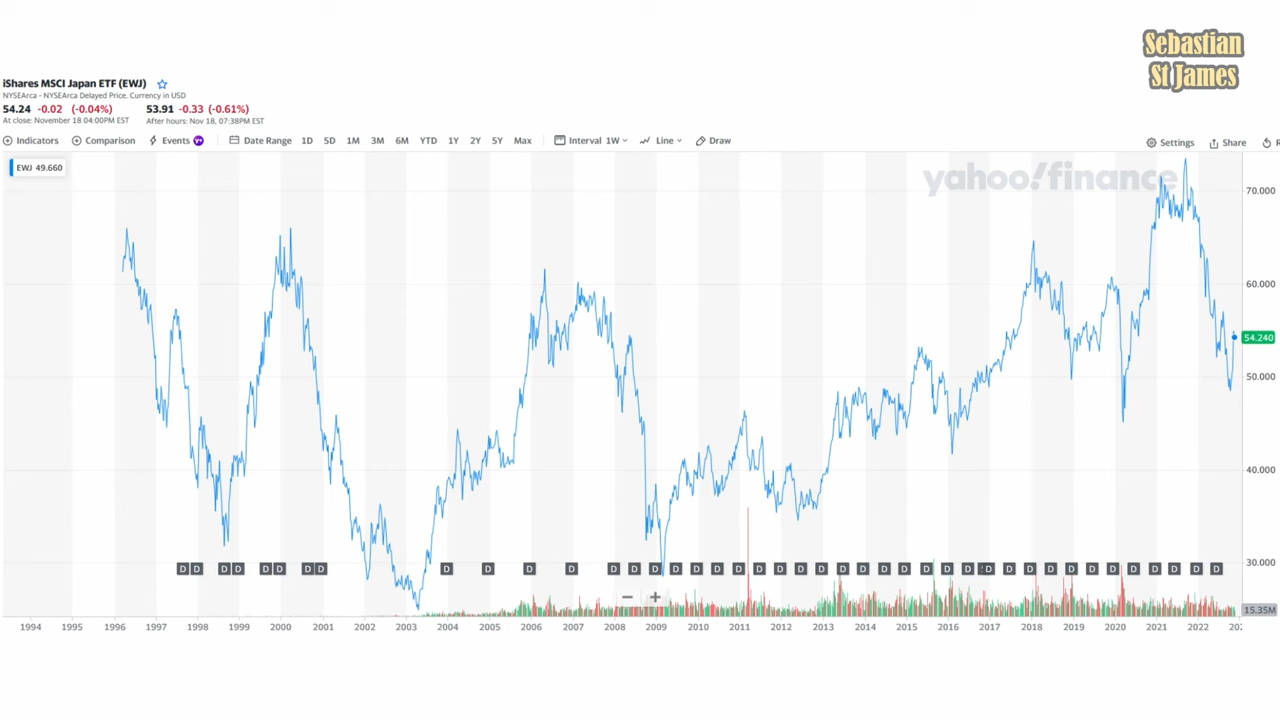 Sebastian
St James
iShares MSCI Japan ETF (EWJ)
NYSEArca - NYSEArca Delayed Price. Currency in USD
54.24 -0.02 (-0.04%) 53.91 -0.33 (-0.61%)
At close: November 18 04:00PM EST After hours: Nov 18, 07:38PM EST
Indicators Comparison Events Y+ Date Range 1D 5D 1M 3M 6M YTD 1Y 2Y 5Y Max Interval 1W Line Draw Settings Share R
EWJ 49.660
yahoo!finance
70.000
60.000
54.240
50.000
40.000
30.000
D D D D D D D D D D D D D D D D D D D D D D D D D D D D D D D D D D D D D D D D D D
15.35M
1994 1995 1996 1997 1998 1999 2000 2001 2002 2003 2004 2005 2006 2007 2008 2009 2010 2011 2012 2013 2014 2015 2016 2017 2018 2019 2020 2021 2022 202